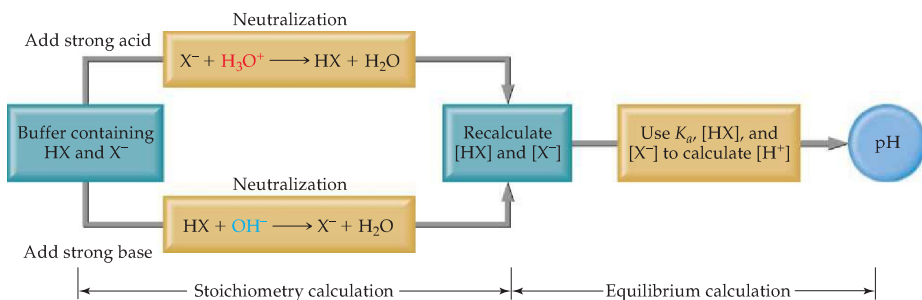 Neutralization
Add strong acid
X⁻ + H₃O⁺ ⟶ HX + H₂O
Buffer containing
HX and X⁻
Recalculate
[HX] and [X⁻]
Use Kₐ, [HX], and
[X⁻] to calculate [H⁺]
pH
Neutralization
HX + OH⁻ ⟶ X⁻ + H₂O
Add strong base
Stoichiometry calculation
Equilibrium calculation